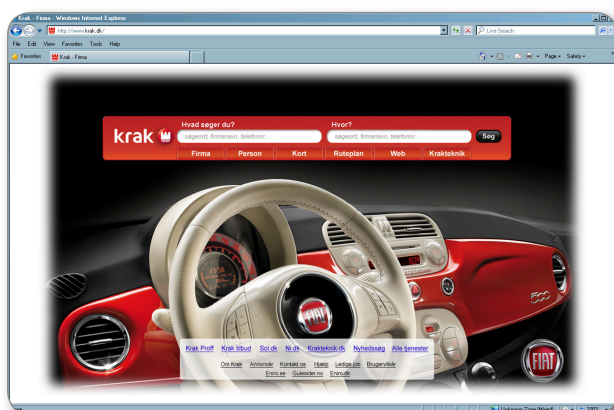 Krak - Firma - Windows Internet Explorer
http://www.krak.dk/
Live Search
File Edit View Favorites Tools Help
Favorites Krak - Firma
Page Safety
Hvad søger du? Hvor?
krak søgeord, firmanavn, telefonnr. søgeord, firmanavn, telefonnr. Søg
Firma Person Kort Ruteplan Web Krakteknik
500
FIAT
FIAT
Krak Proff Krak tilbud Sol.dk Ni.dk Krakteknik.dk Nyhedssøg Alle tjenester
Om Krak Annoncér Kontakt os Hjælp Ledige job Brugervilkår
Eniro.se Gulesider.no Eniro.dk